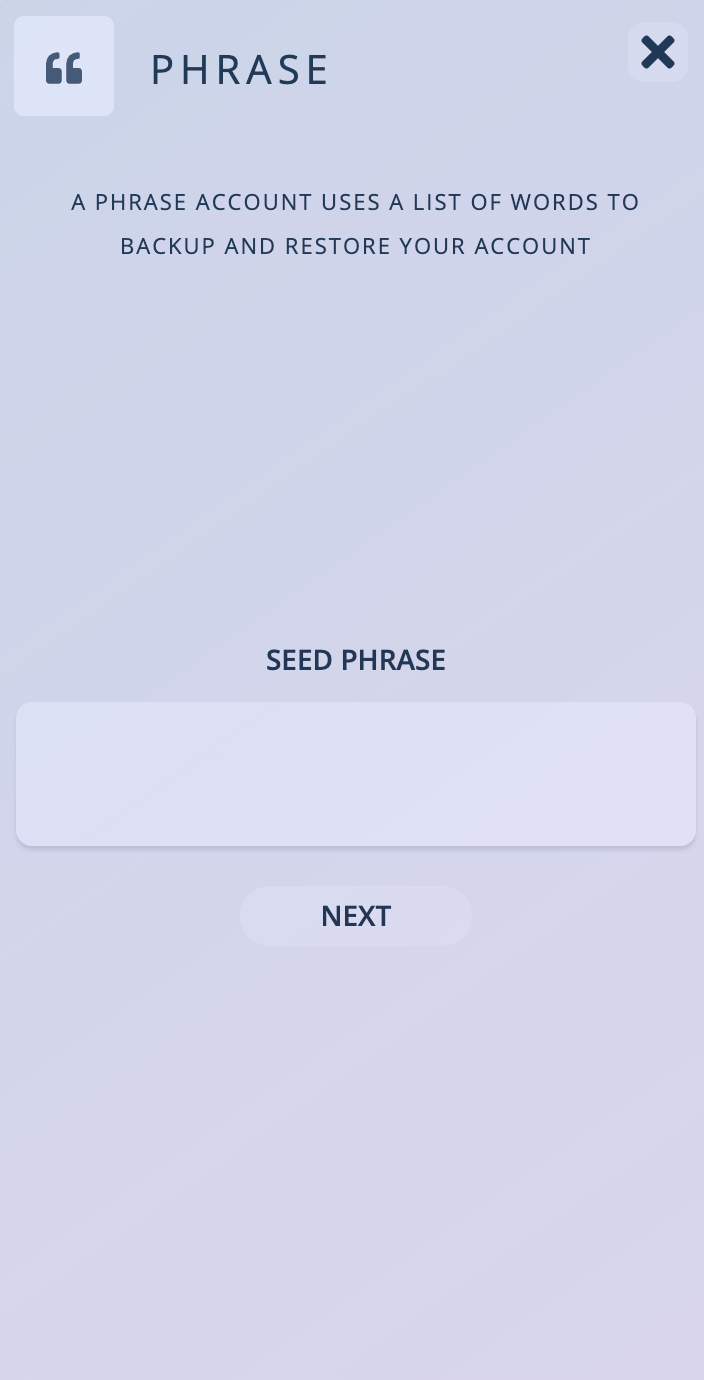 PHRASE
A PHRASE ACCOUNT USES A LIST OF WORDS TO
BACKUP AND RESTORE YOUR ACCOUNT
SEED PHRASE
NEXT